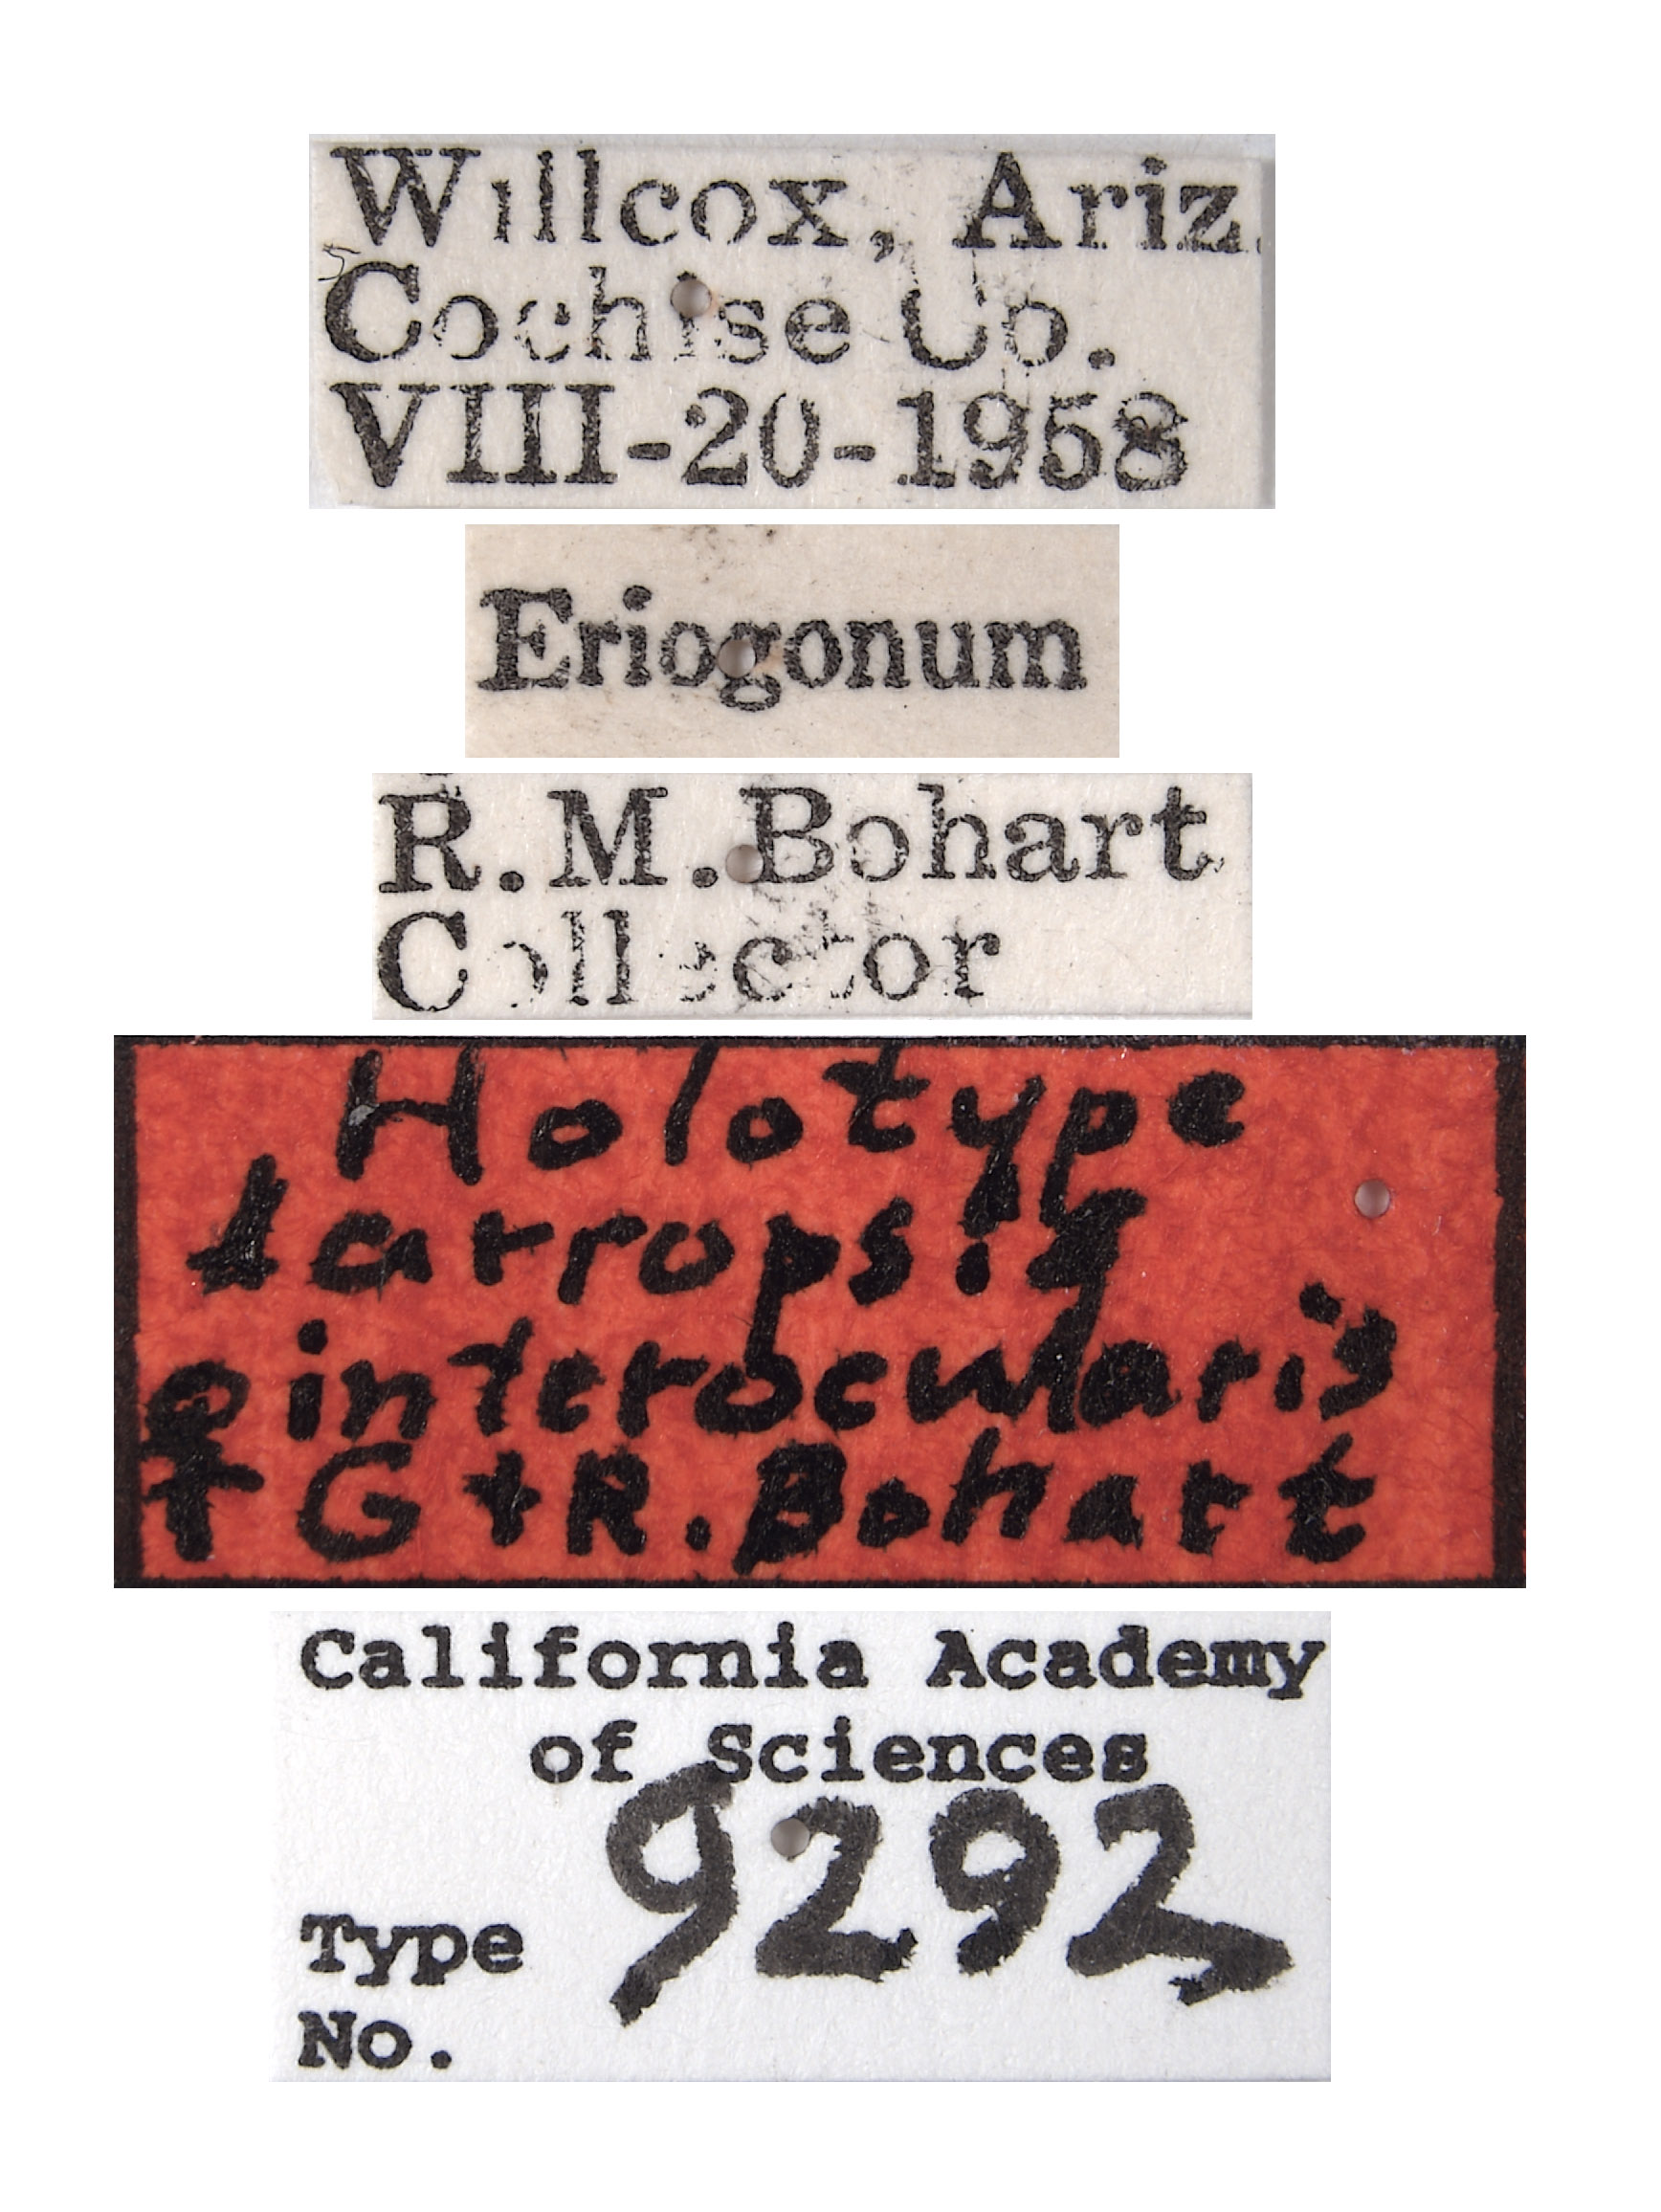 Willcox, Ariz.
Cochise Co.
VIII-20-1958
Eriogonum
R.M.Bohart
Collector
Holotype
Larropsis
♀ interocularis
G + R. Bohart
California Academy
of Sciences
9292
Type
No.